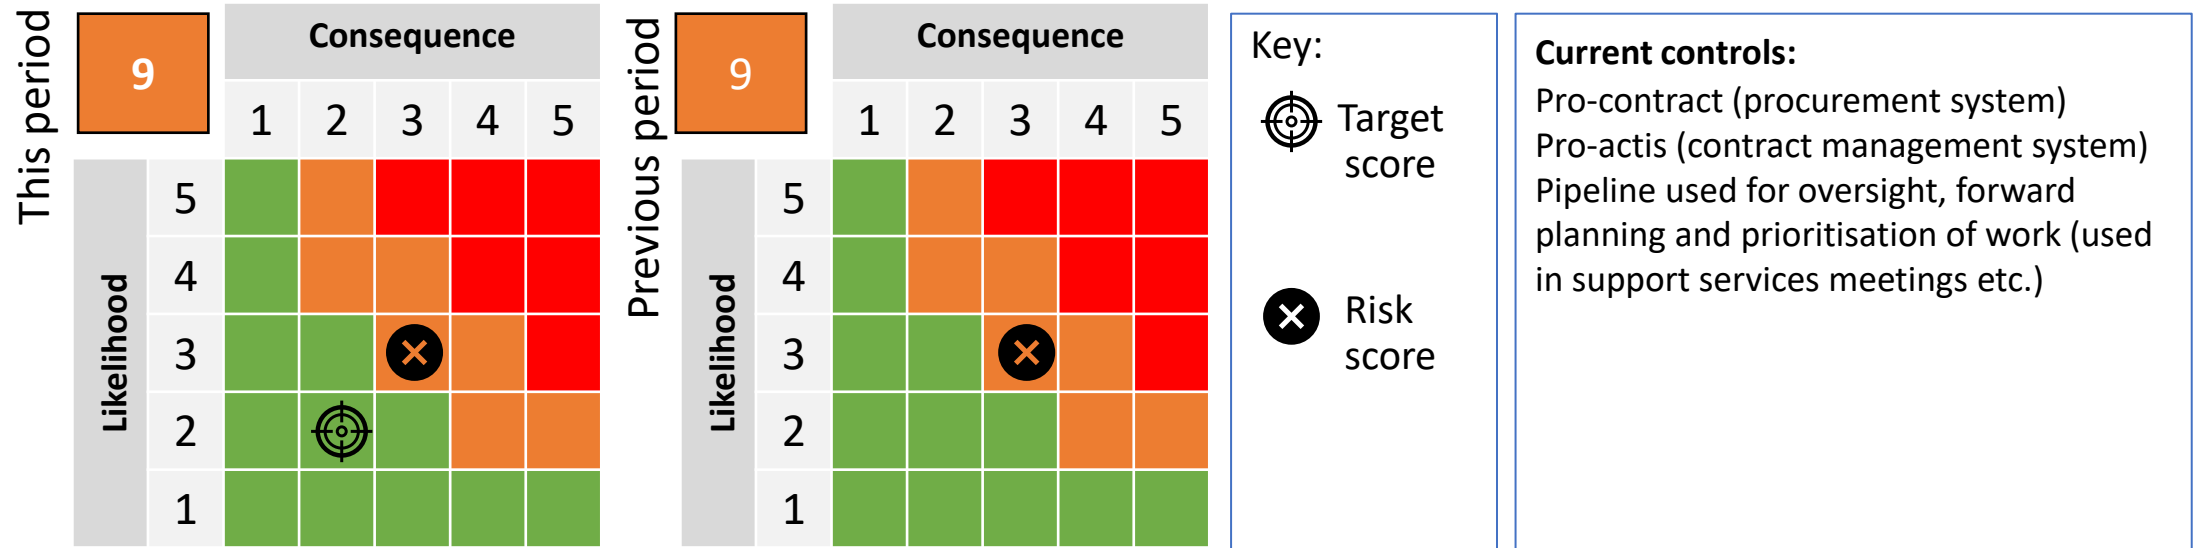 This period
9
Consequence
1 2 3 4 5
Likelihood
5
4
3
2
1
Previous period
9
Consequence
1 2 3 4 5
Likelihood
5
4
3
2
1
Key:
Target
score
Risk
score
Current controls:
Pro-contract (procurement system)
Pro-actis (contract management system)
Pipeline used for oversight, forward
planning and prioritisation of work (used
in support services meetings etc.)